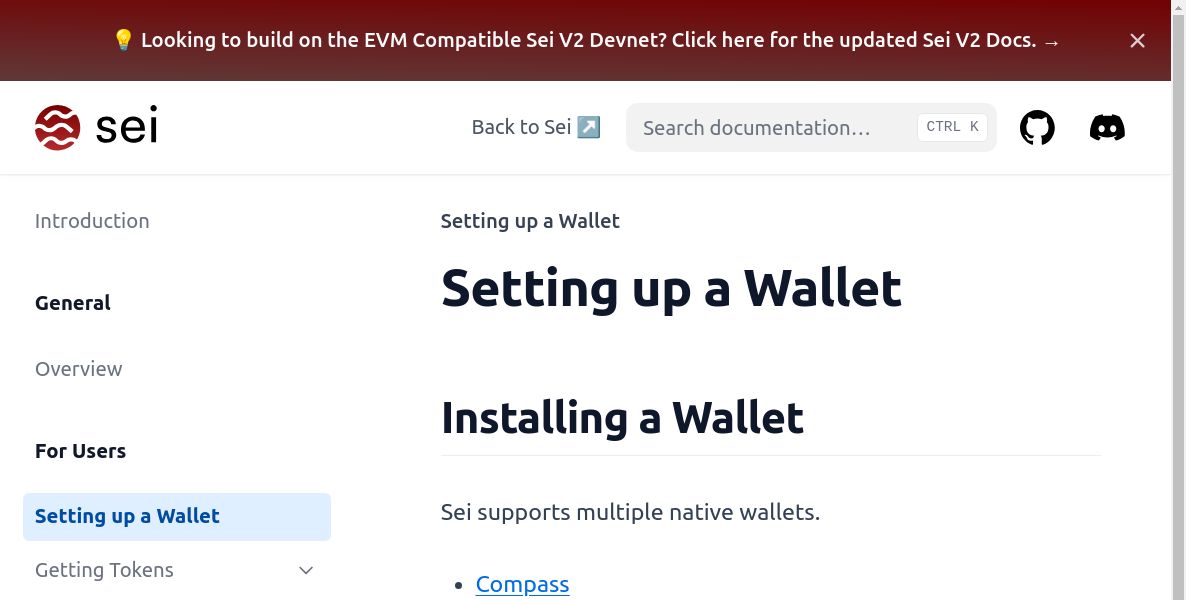 💡 Looking to build on the EVM Compatible Sei V2 Devnet? Click here for the updated Sei V2 Docs. →
sei
Back to Sei ↗️
Search documentation…
CTRL K
Introduction
General
Overview
For Users
Setting up a Wallet
Getting Tokens
Setting up a Wallet
Setting up a Wallet
Installing a Wallet
Sei supports multiple native wallets.
• Compass